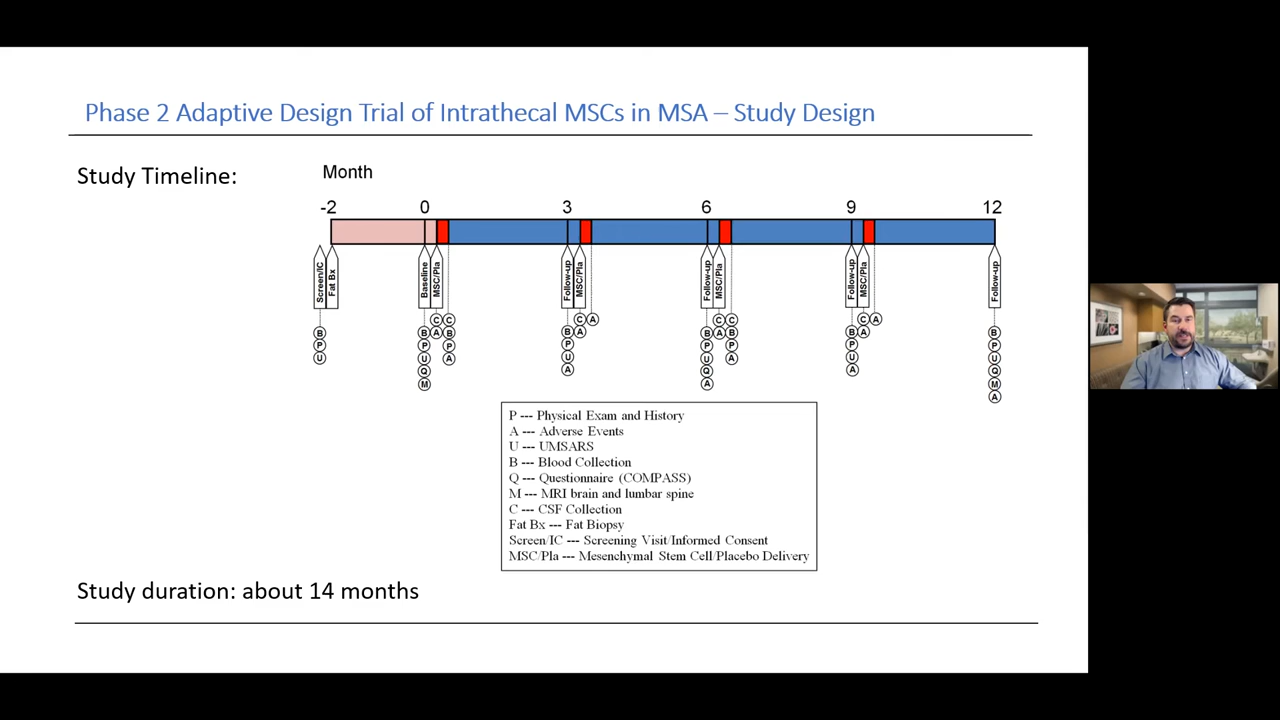 Phase 2 Adaptive Design Trial of Intrathecal MSCs in MSA – Study Design
Study Timeline:
Month
-2 0 3 6 9 12
Screen/IC Fat Bx Baseline MSC/Pla Follow-up MSC/Pla Follow-up MSC/Pla Follow-up MSC/Pla Follow-up
B P U
B P U Q M
C A
C B P A
B P U A
C A
A
B P U Q A
C A
C B P A
B P U A
C A
A
B P U Q M A
P --- Physical Exam and History
A --- Adverse Events
U --- UMSARS
B --- Blood Collection
Q --- Questionnaire (COMPASS)
M --- MRI brain and lumbar spine
C --- CSF Collection
Fat Bx --- Fat Biopsy
Screen/IC --- Screening Visit/Informed Consent
MSC/Pla --- Mesenchymal Stem Cell/Placebo Delivery
Study duration: about 14 months